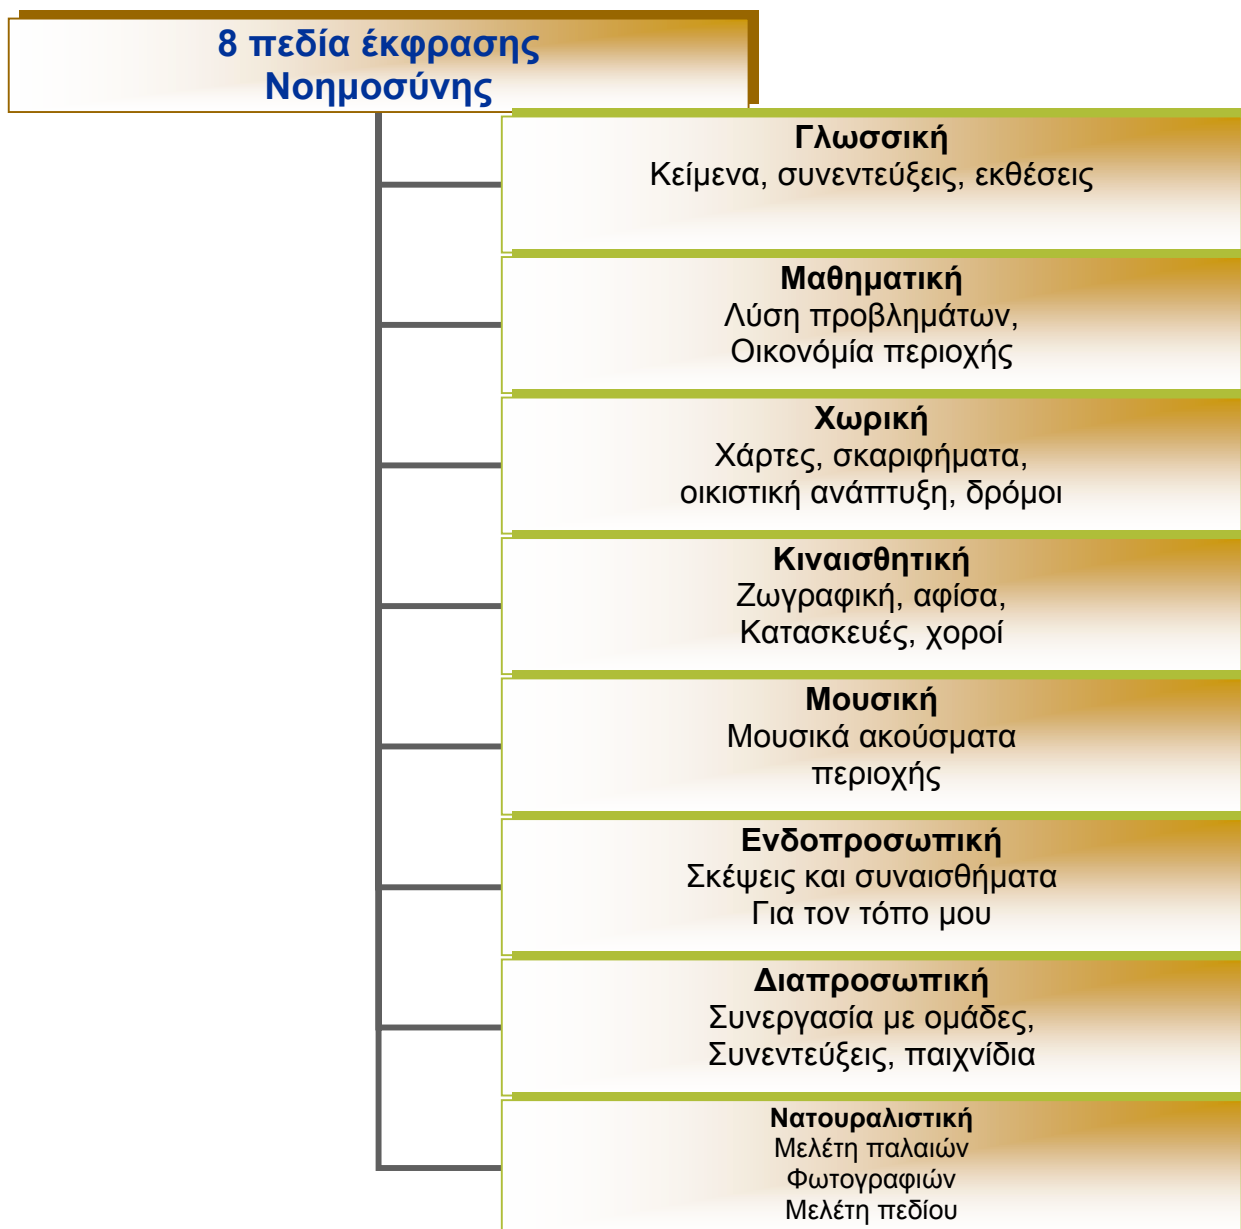 8 πεδία έκφρασης
Νοημοσύνης
Γλωσσική
Κείμενα, συνεντεύξεις, εκθέσεις
Μαθηματική
Λύση προβλημάτων,
Οικονόμία περιοχής
Χωρική
Χάρτες, σκαριφήματα,
οικιστική ανάπτυξη, δρόμοι
Κιναισθητική
Ζωγραφική, αφίσα,
Κατασκευές, χοροί
Μουσική
Μουσικά ακούσματα
περιοχής
Ενδοπροσωπική
Σκέψεις και συναισθήματα
Για τον τόπο μου
Διαπροσωπική
Συνεργασία με ομάδες,
Συνεντεύξεις, παιχνίδια
Νατουραλιστική
Μελέτη παλαιών
Φωτογραφιών
Μελέτη πεδίου